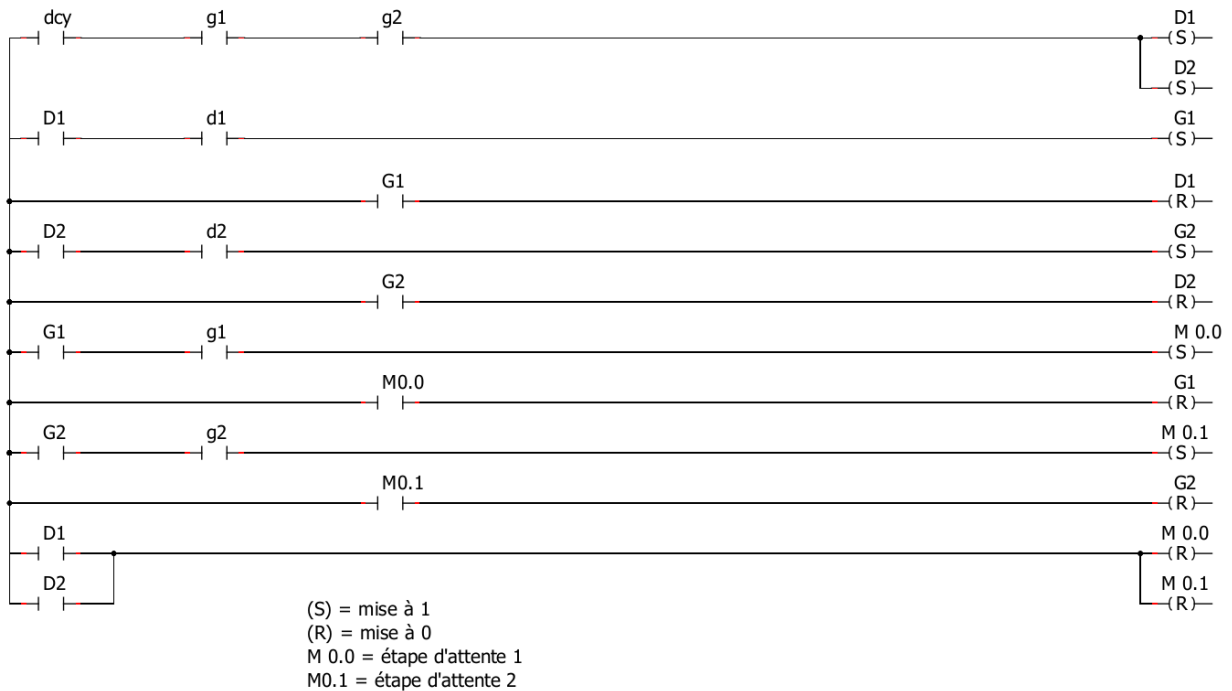 dcy g1 g2 D1
(S)
D2
(S)
D1 d1 G1
(S)
G1 D1
(R)
D2 d2 G2
(S)
G2 D2
(R)
G1 g1 M 0.0
(S)
M0.0 G1
(R)
G2 g2 M 0.1
(S)
M0.1 G2
(R)
D1 M 0.0
(R)
D2 M 0.1
(R)
(S) = mise à 1
(R) = mise à 0
M 0.0 = étape d'attente 1
M0.1 = étape d'attente 2